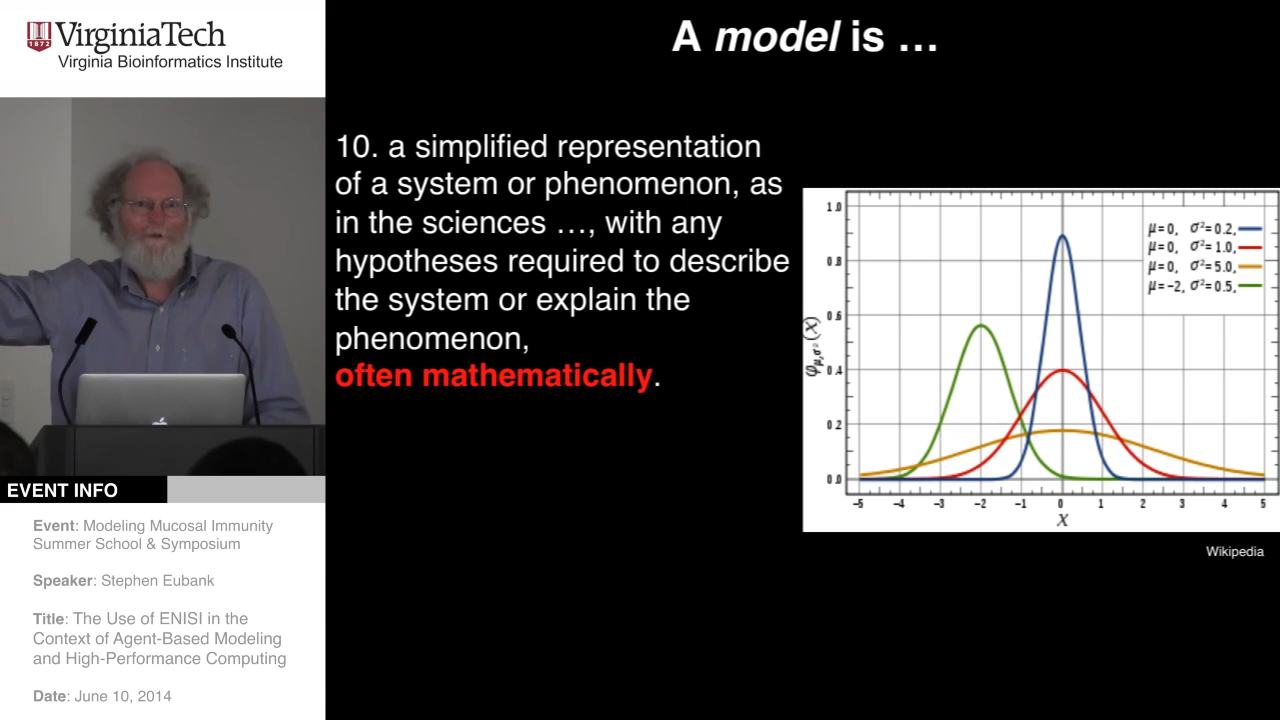 VirginiaTech
1872
Virginia Bioinformatics Institute
EVENT INFO
Event: Modeling Mucosal Immunity
Summer School & Symposium
Speaker: Stephen Eubank
Title: The Use of ENISI in the
Context of Agent-Based Modeling
and High-Performance Computing
Date: June 10, 2014
A model is …
10. a simplified representation
of a system or phenomenon, as
in the sciences …, with any
hypotheses required to describe
the system or explain the
phenomenon,
often mathematically.
φμ,σ²(x)
1.0
0.8
0.6
0.4
0.2
0.0
μ=0, σ²=0.2,
μ=0, σ²=1.0,
μ=0, σ²=5.0,
μ=-2, σ²=0.5,
-5 -4 -3 -2 -1 0 1 2 3 4 5
x
Wikipedia